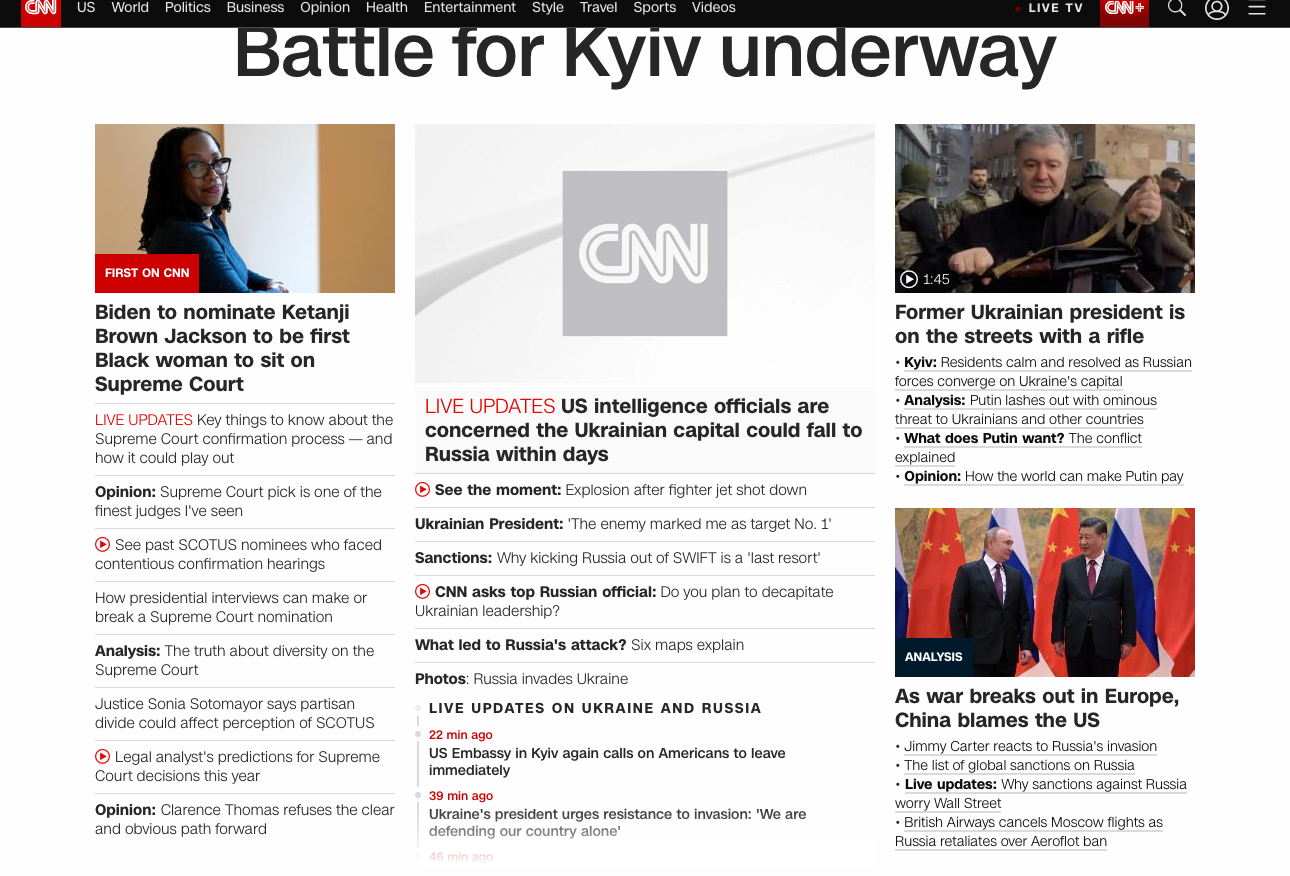 CNN US World Politics Business Opinion Health Entertainment Style Travel Sports Videos LIVE TV CNN+
Battle for Kyiv underway
FIRST ON CNN
Biden to nominate Ketanji
Brown Jackson to be first
Black woman to sit on
Supreme Court
LIVE UPDATES Key things to know about the
Supreme Court confirmation process — and
how it could play out
Opinion: Supreme Court pick is one of the
finest judges I've seen
See past SCOTUS nominees who faced
contentious confirmation hearings
How presidential interviews can make or
break a Supreme Court nomination
Analysis: The truth about diversity on the
Supreme Court
Justice Sonia Sotomayor says partisan
divide could affect perception of SCOTUS
Legal analyst's predictions for Supreme
Court decisions this year
Opinion: Clarence Thomas refuses the clear
and obvious path forward
CNN
LIVE UPDATES US intelligence officials are
concerned the Ukrainian capital could fall to
Russia within days
See the moment: Explosion after fighter jet shot down
Ukrainian President: 'The enemy marked me as target No. 1'
Sanctions: Why kicking Russia out of SWIFT is a 'last resort'
CNN asks top Russian official: Do you plan to decapitate
Ukrainian leadership?
What led to Russia's attack? Six maps explain
Photos: Russia invades Ukraine
LIVE UPDATES ON UKRAINE AND RUSSIA
22 min ago
US Embassy in Kyiv again calls on Americans to leave
immediately
39 min ago
Ukraine's president urges resistance to invasion: 'We are
defending our country alone'
46 min ago
1:45
Former Ukrainian president is
on the streets with a rifle
• Kyiv: Residents calm and resolved as Russian
forces converge on Ukraine's capital
• Analysis: Putin lashes out with ominous
threat to Ukrainians and other countries
• What does Putin want? The conflict
explained
• Opinion: How the world can make Putin pay
ANALYSIS
As war breaks out in Europe,
China blames the US
• Jimmy Carter reacts to Russia's invasion
• The list of global sanctions on Russia
• Live updates: Why sanctions against Russia
worry Wall Street
• British Airways cancels Moscow flights as
Russia retaliates over Aeroflot ban